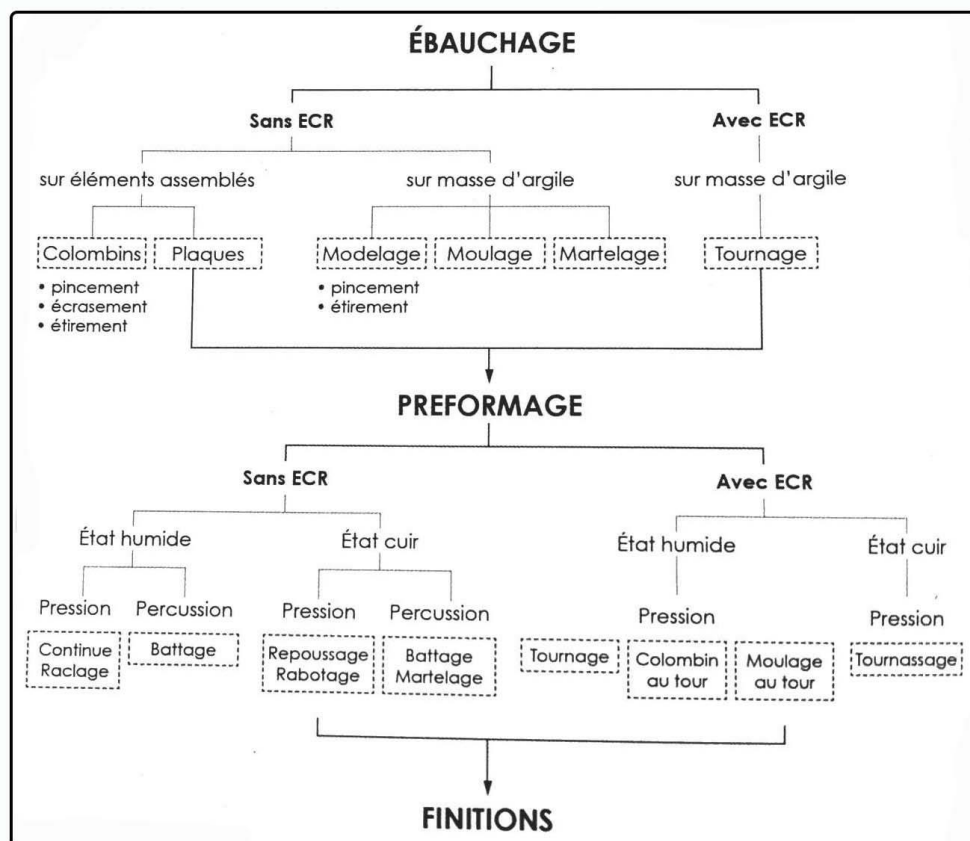 ÉBAUCHAGE
Sans ECR
Avec ECR
sur éléments assemblés
sur masse d'argile
sur masse d'argile
Colombins
Plaques
Modelage
Moulage
Martelage
Tournage
• pincement
• écrasement
• étirement
• pincement
• étirement
PREFORMAGE
Sans ECR
Avec ECR
État humide
État cuir
État humide
État cuir
Pression
Percussion
Pression
Percussion
Pression
Pression
Continue
Raclage
Battage
Repoussage
Rabotage
Battage
Martelage
Tournage
Colombin
au tour
Moulage
au tour
Tournassage
FINITIONS